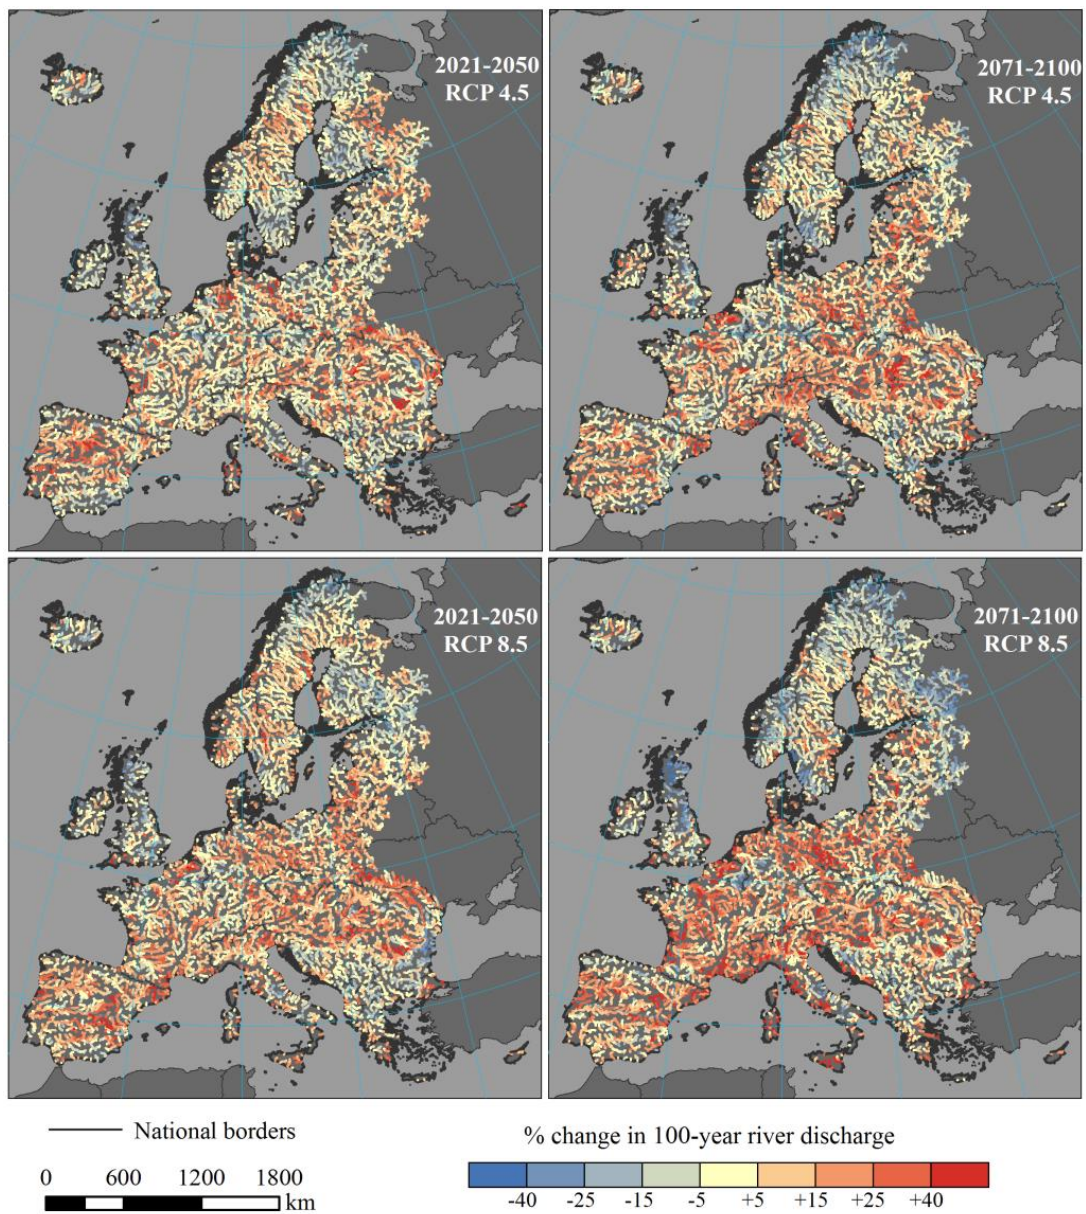 2021-2050
RCP 4.5
2071-2100
RCP 4.5
2021-2050
RCP 8.5
2071-2100
RCP 8.5
National borders
0 600 1200 1800
km
% change in 100-year river discharge
-40 -25 -15 -5 +5 +15 +25 +40